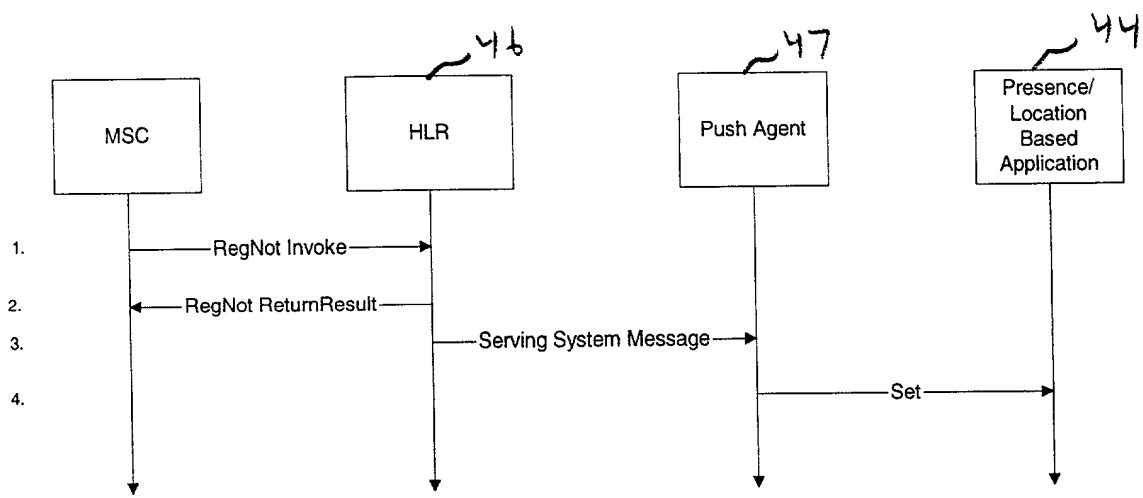 46
47
44
MSC
HLR
Push Agent
Presence/
Location
Based
Application
1.
RegNot Invoke
2.
RegNot ReturnResult
3.
Serving System Message
4.
Set